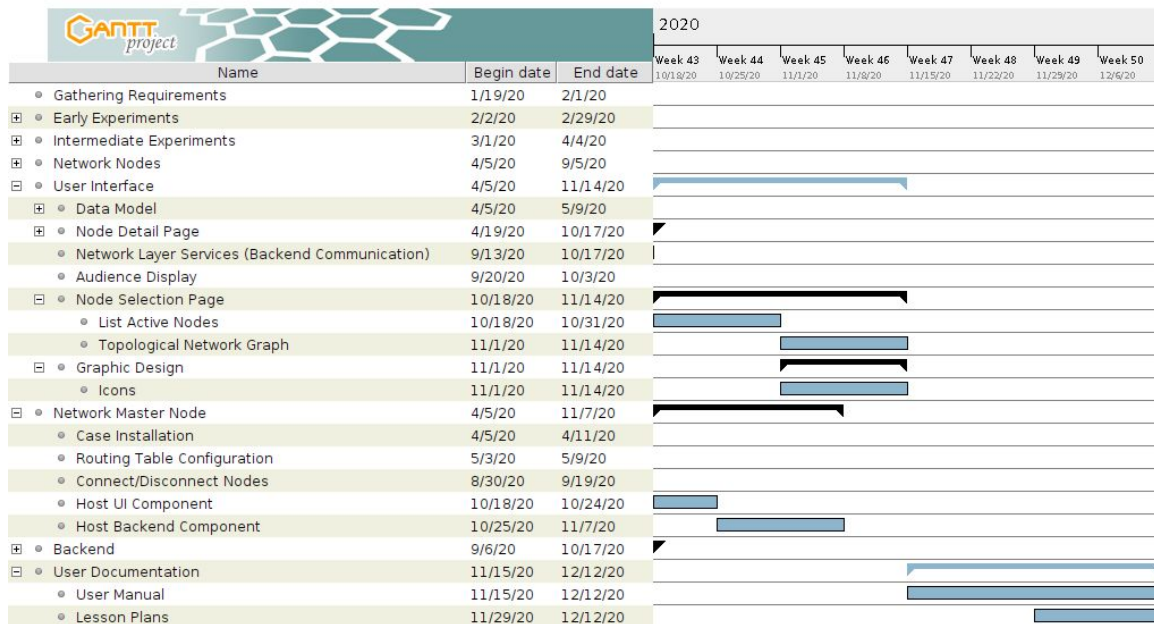 GANTT
project
2020
Week 43 Week 44 Week 45 Week 46 Week 47 Week 48 Week 49 Week 50
Name Begin date End date 10/18/20 10/25/20 11/1/20 11/8/20 11/15/20 11/22/20 11/29/20 12/6/20
Gathering Requirements 1/19/20 2/1/20
Early Experiments 2/2/20 2/29/20
Intermediate Experiments 3/1/20 4/4/20
Network Nodes 4/5/20 9/5/20
User Interface 4/5/20 11/14/20
Data Model 4/5/20 5/9/20
Node Detail Page 4/19/20 10/17/20
Network Layer Services (Backend Communication) 9/13/20 10/17/20
Audience Display 9/20/20 10/3/20
Node Selection Page 10/18/20 11/14/20
List Active Nodes 10/18/20 10/31/20
Topological Network Graph 11/1/20 11/14/20
Graphic Design 11/1/20 11/14/20
Icons 11/1/20 11/14/20
Network Master Node 4/5/20 11/7/20
Case Installation 4/5/20 4/11/20
Routing Table Configuration 5/3/20 5/9/20
Connect/Disconnect Nodes 8/30/20 9/19/20
Host UI Component 10/18/20 10/24/20
Host Backend Component 10/25/20 11/7/20
Backend 9/6/20 10/17/20
User Documentation 11/15/20 12/12/20
User Manual 11/15/20 12/12/20
Lesson Plans 11/29/20 12/12/20